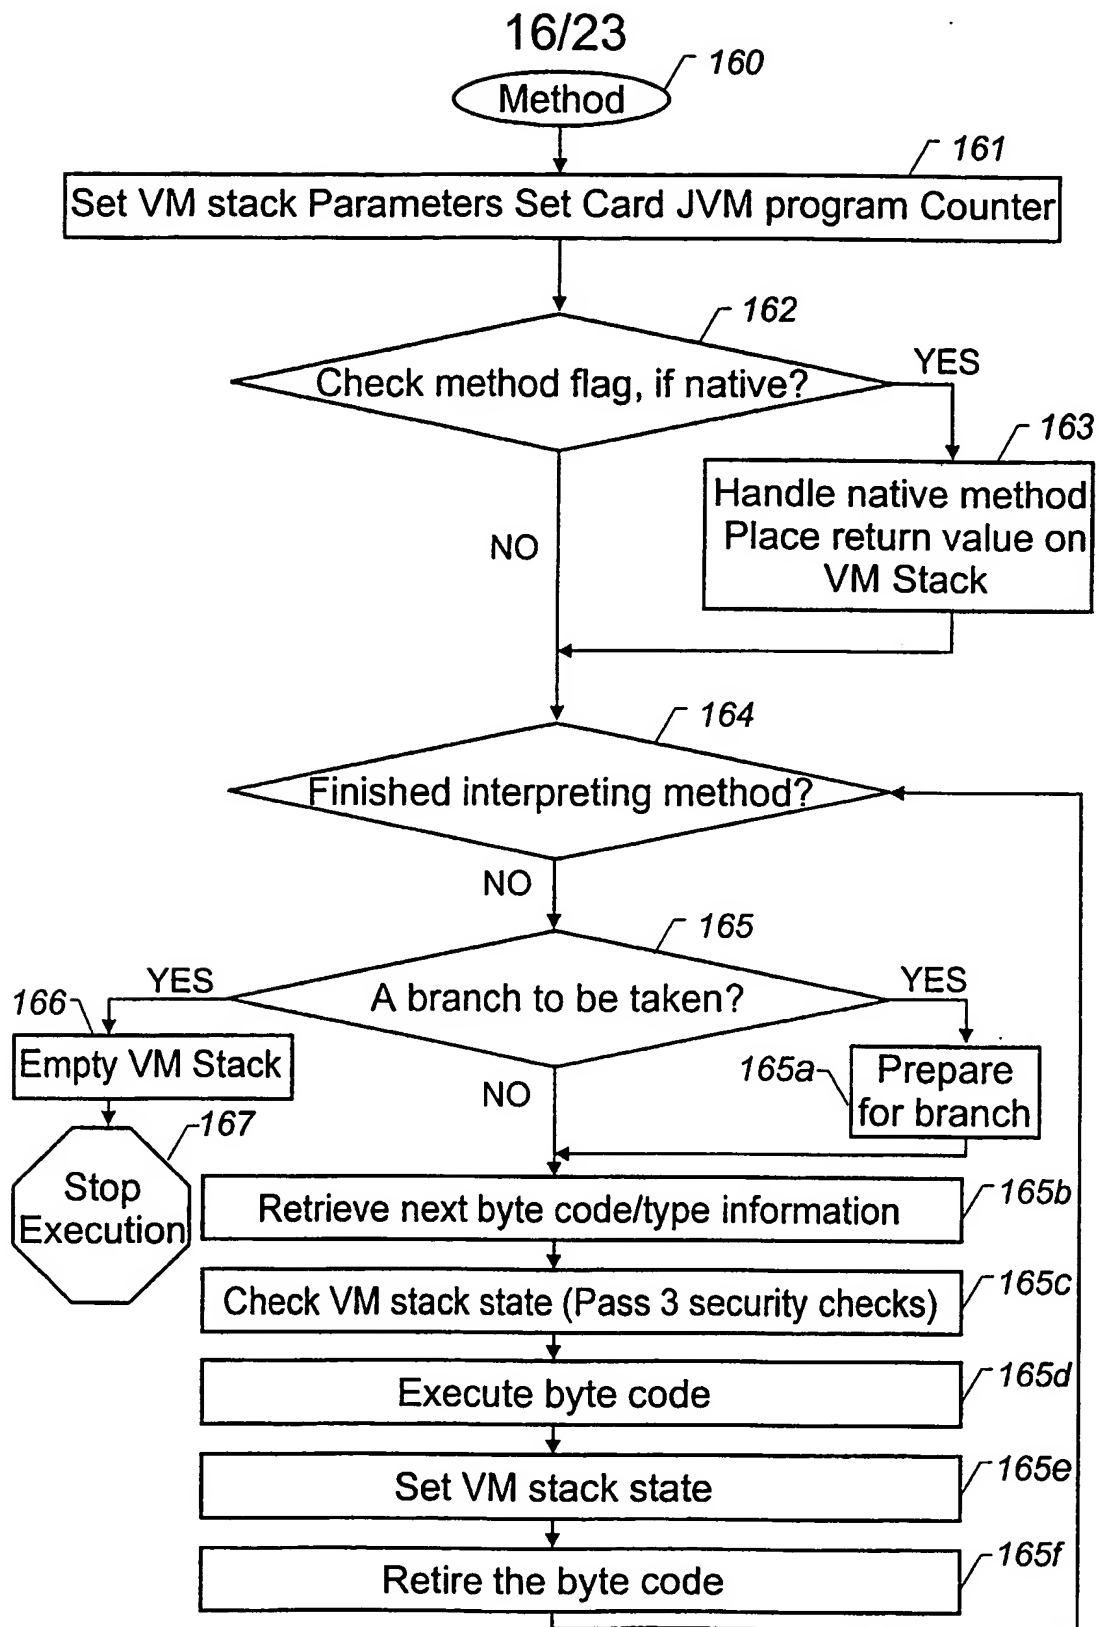 16/23
160
Method
161
Set VM stack Parameters Set Card JVM program Counter
162
Check method flag, if native?
YES
163
Handle native method
Place return value on
VM Stack
NO
164
Finished interpreting method?
NO
165
A branch to be taken?
YES
YES
166
Empty VM Stack
165a
Prepare
for branch
NO
167
Stop
Execution
Retrieve next byte code/type information
165b
Check VM stack state (Pass 3 security checks)
165c
Execute byte code
165d
Set VM stack state
165e
Retire the byte code
165f